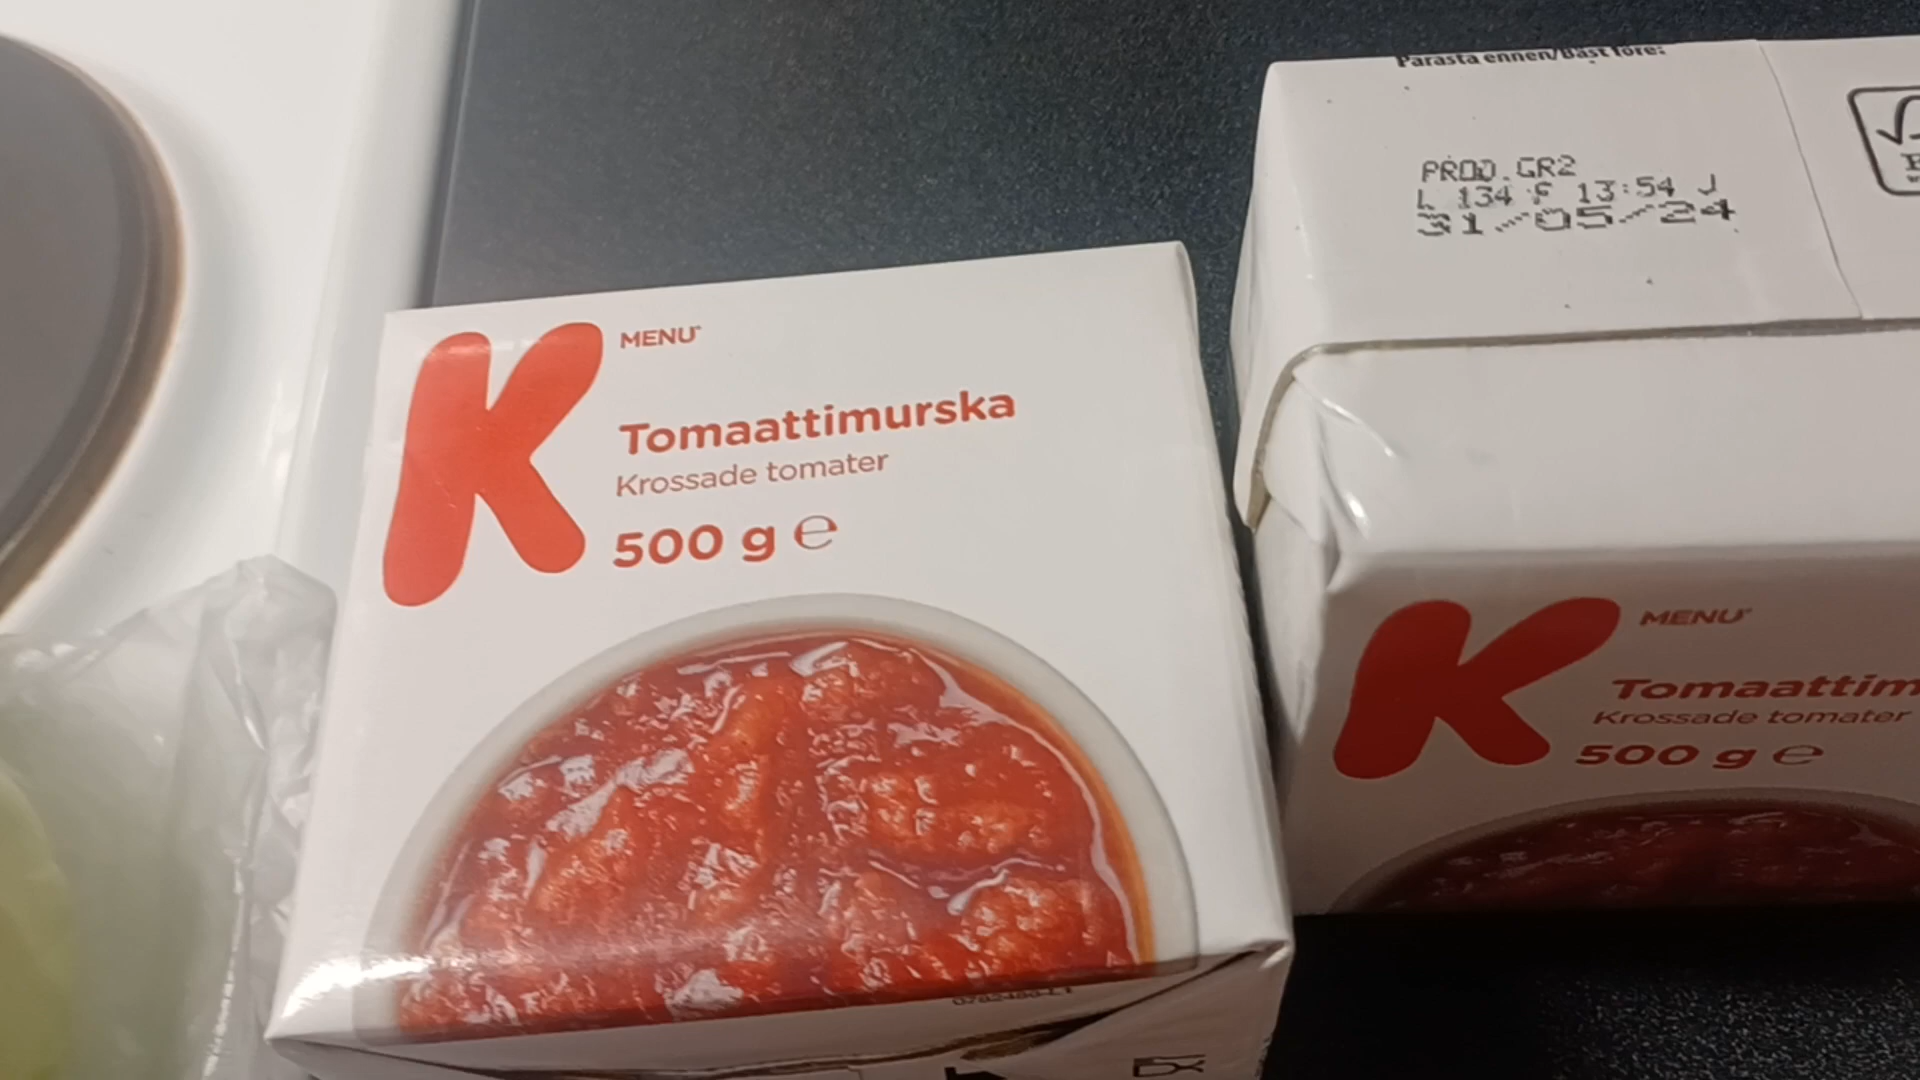 Parasta ennen/Bäst före:
PROD.GR2
L 134 F 13:54 J
31/05/24
K MENU
Tomaattimurska
Krossade tomater
500 g e
K MENU
Tomaattim
Krossade tomater
500 g e